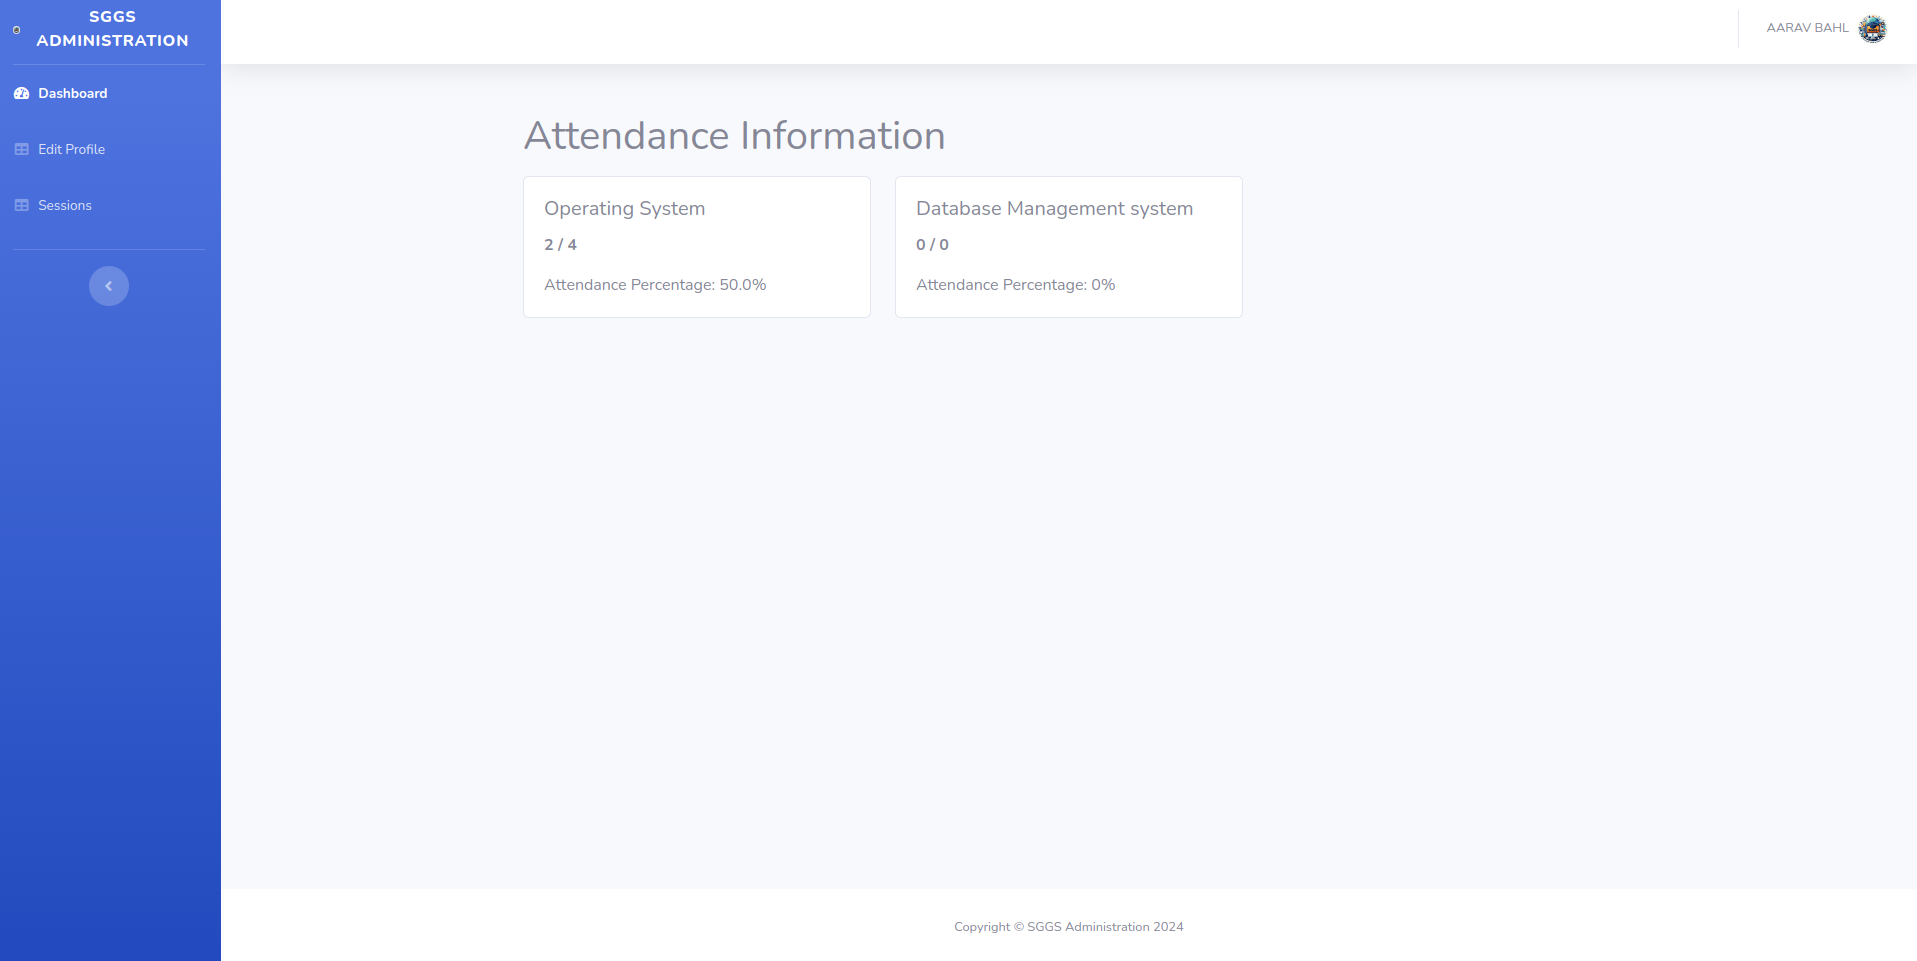 SGGS
ADMINISTRATION
Dashboard
Edit Profile
Sessions
AARAV BAHL
Attendance Information
Operating System
2 / 4
Attendance Percentage: 50.0%
Database Management system
0 / 0
Attendance Percentage: 0%
Copyright © SGGS Administration 2024